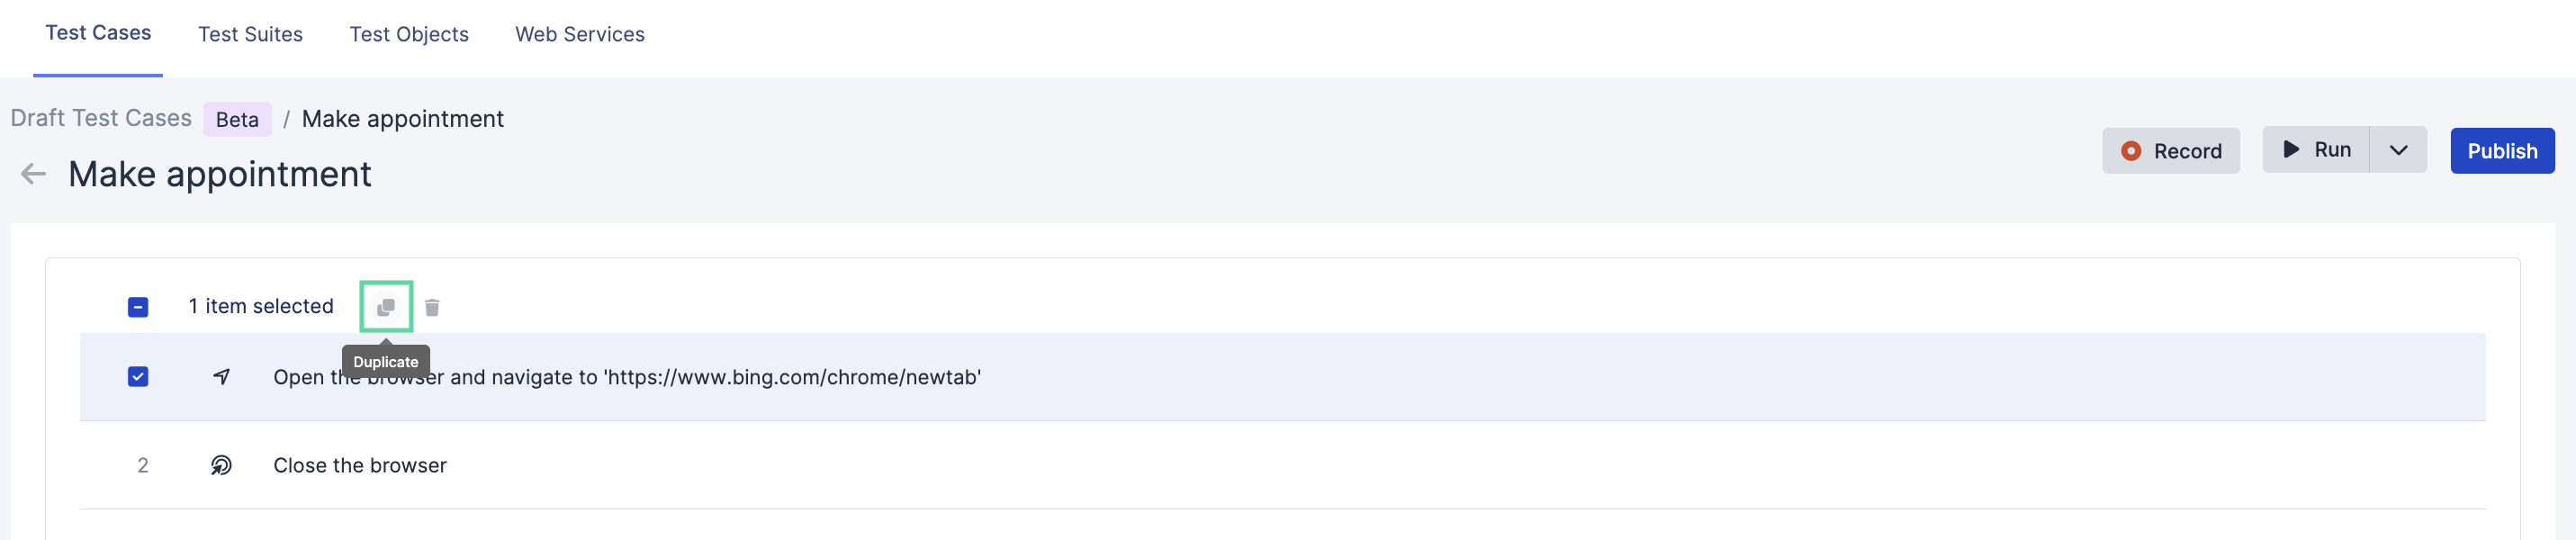 Test Cases Test Suites Test Objects Web Services
Draft Test Cases Beta / Make appointment
Make appointment
Record Run Publish
1 item selected
Duplicate
Open the browser and navigate to 'https://www.bing.com/chrome/newtab'
2 Close the browser